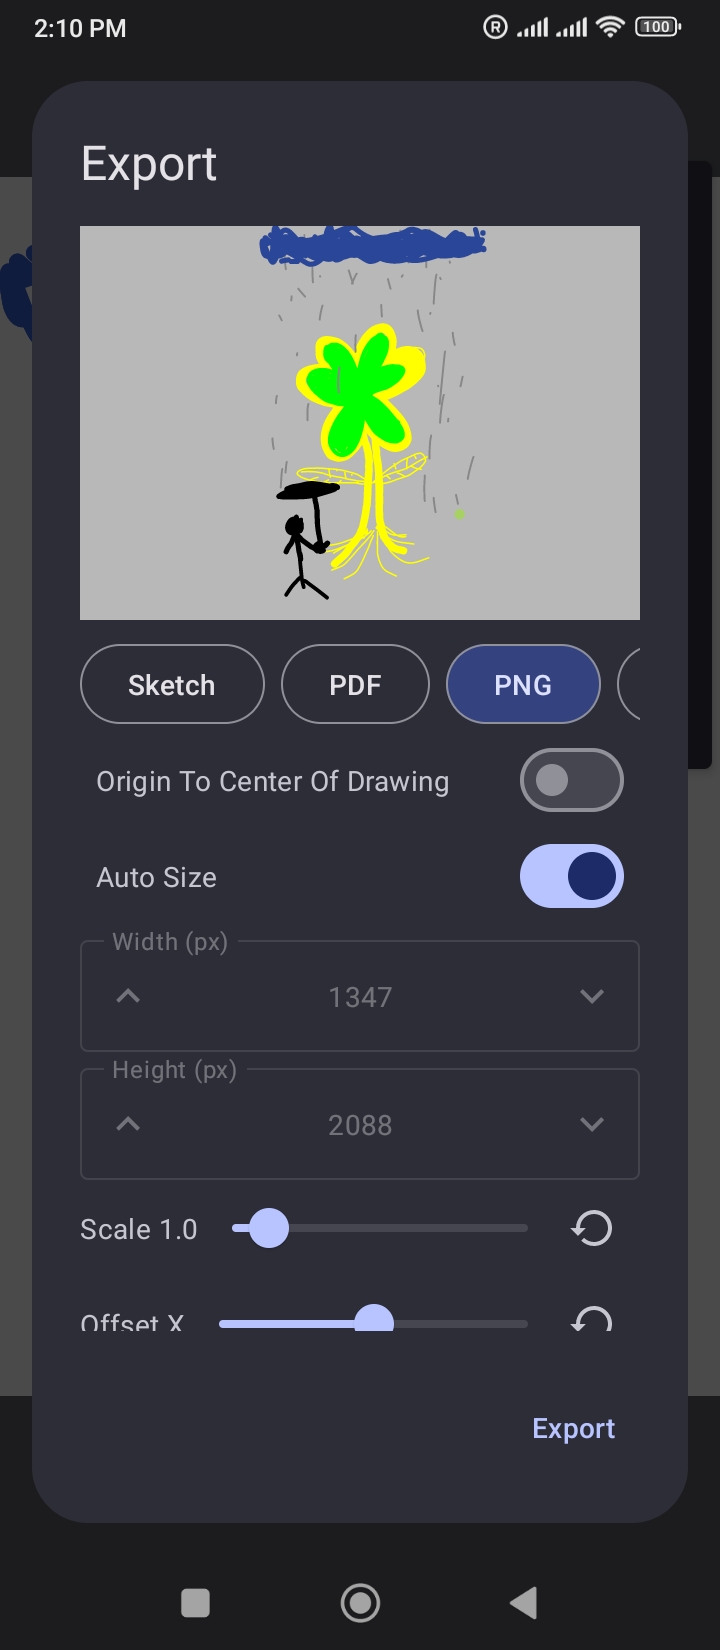 2:10 PM
R
100
Export
Sketch PDF PNG
Origin To Center Of Drawing
Auto Size
Width (px)
1347
Height (px)
2088
Scale 1.0
Offset X
Export